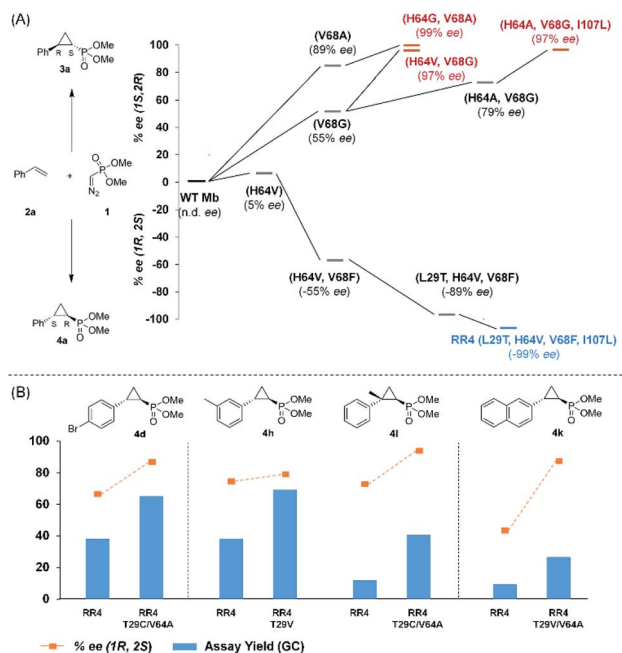 (A)
% ee (1S,2R)
% ee (1R, 2S)
100
80
60
40
20
0
-20
-40
-60
-80
-100
Ph
R S
P OMe
O OMe
3a
Ph
+
O
P OMe
OMe
N2
2a
1
Ph
S R
P OMe
O OMe
4a
WT Mb
(n.d. ee)
(V68A)
(89% ee)
(V68G)
(55% ee)
(H64V)
(5% ee)
(H64G, V68A)
(99% ee)
(H64V, V68G)
(97% ee)
(H64A, V68G)
(79% ee)
(H64A, V68G, I107L)
(97% ee)
(H64V, V68F)
(-55% ee)
(L29T, H64V, V68F)
(-89% ee)
RR4 (L29T, H64V, V68F, I107L)
(-99% ee)
(B)
Br
O
P OMe
OMe
4d
O
P OMe
OMe
4h
O
P OMe
OMe
4i
O
P OMe
OMe
4k
100
80
60
40
20
0
RR4
RR4
T29C/V64A
RR4
RR4
T29V
RR4
RR4
T29C/V64A
RR4
RR4
T29V/V64A
% ee (1R, 2S)
Assay Yield (GC)